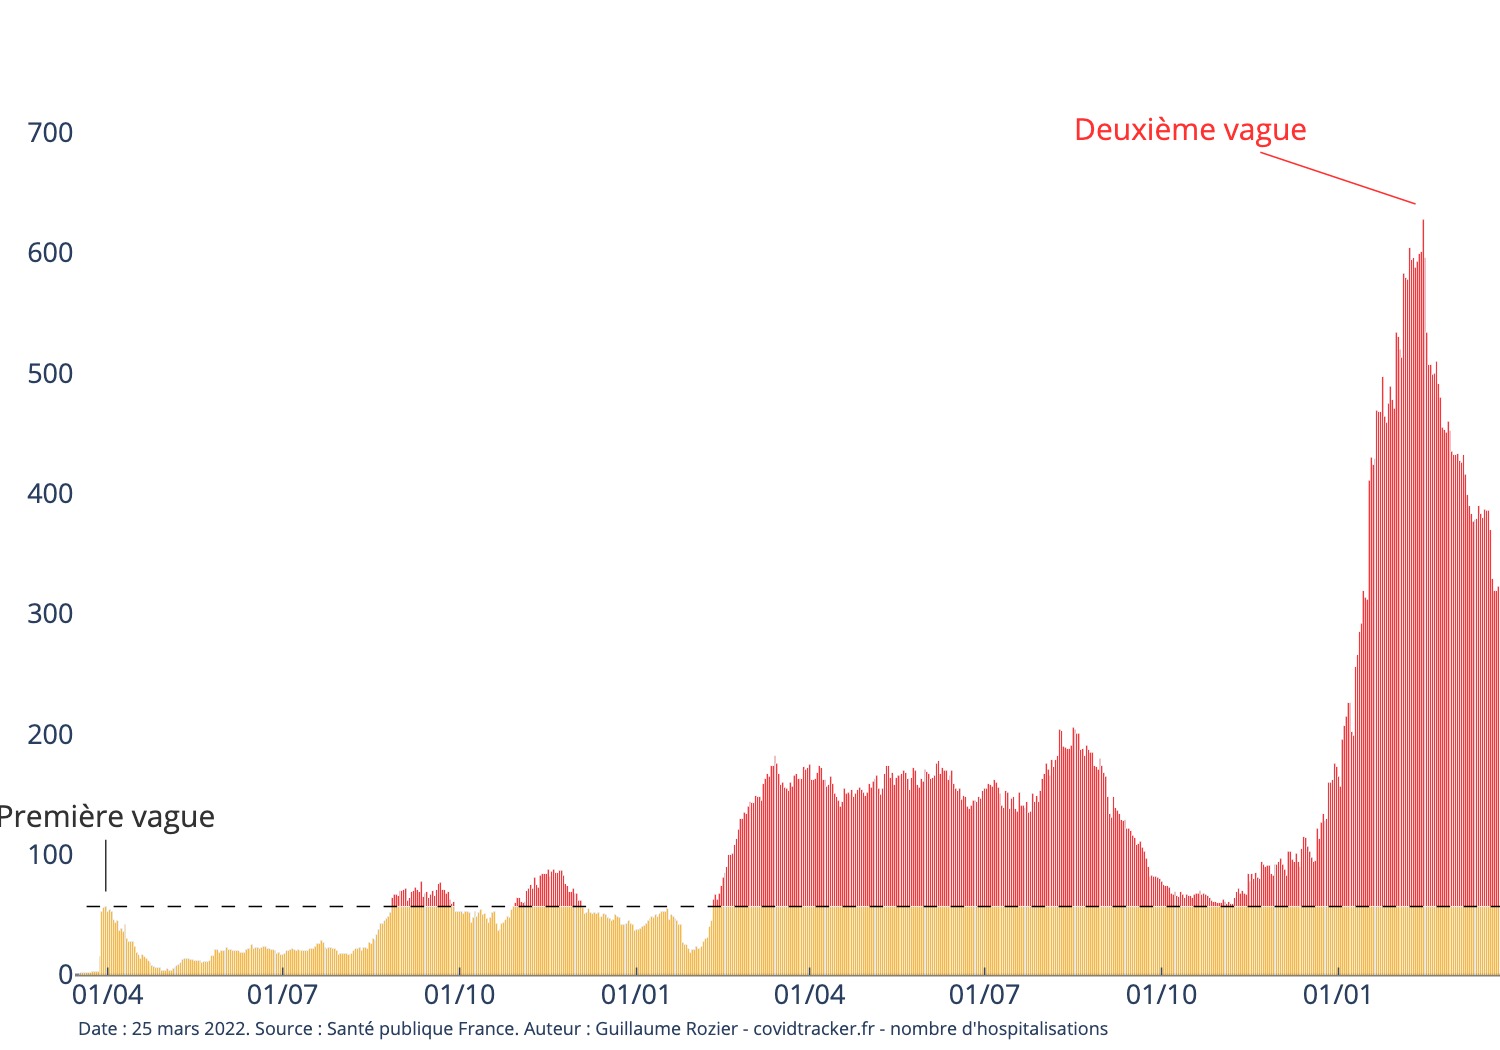 700
Deuxième vague
600
500
400
300
200
Première vague
100
0
01/04 01/07 01/10 01/01 01/04 01/07 01/10 01/01
Date : 25 mars 2022. Source : Santé publique France. Auteur : Guillaume Rozier - covidtracker.fr - nombre d'hospitalisations